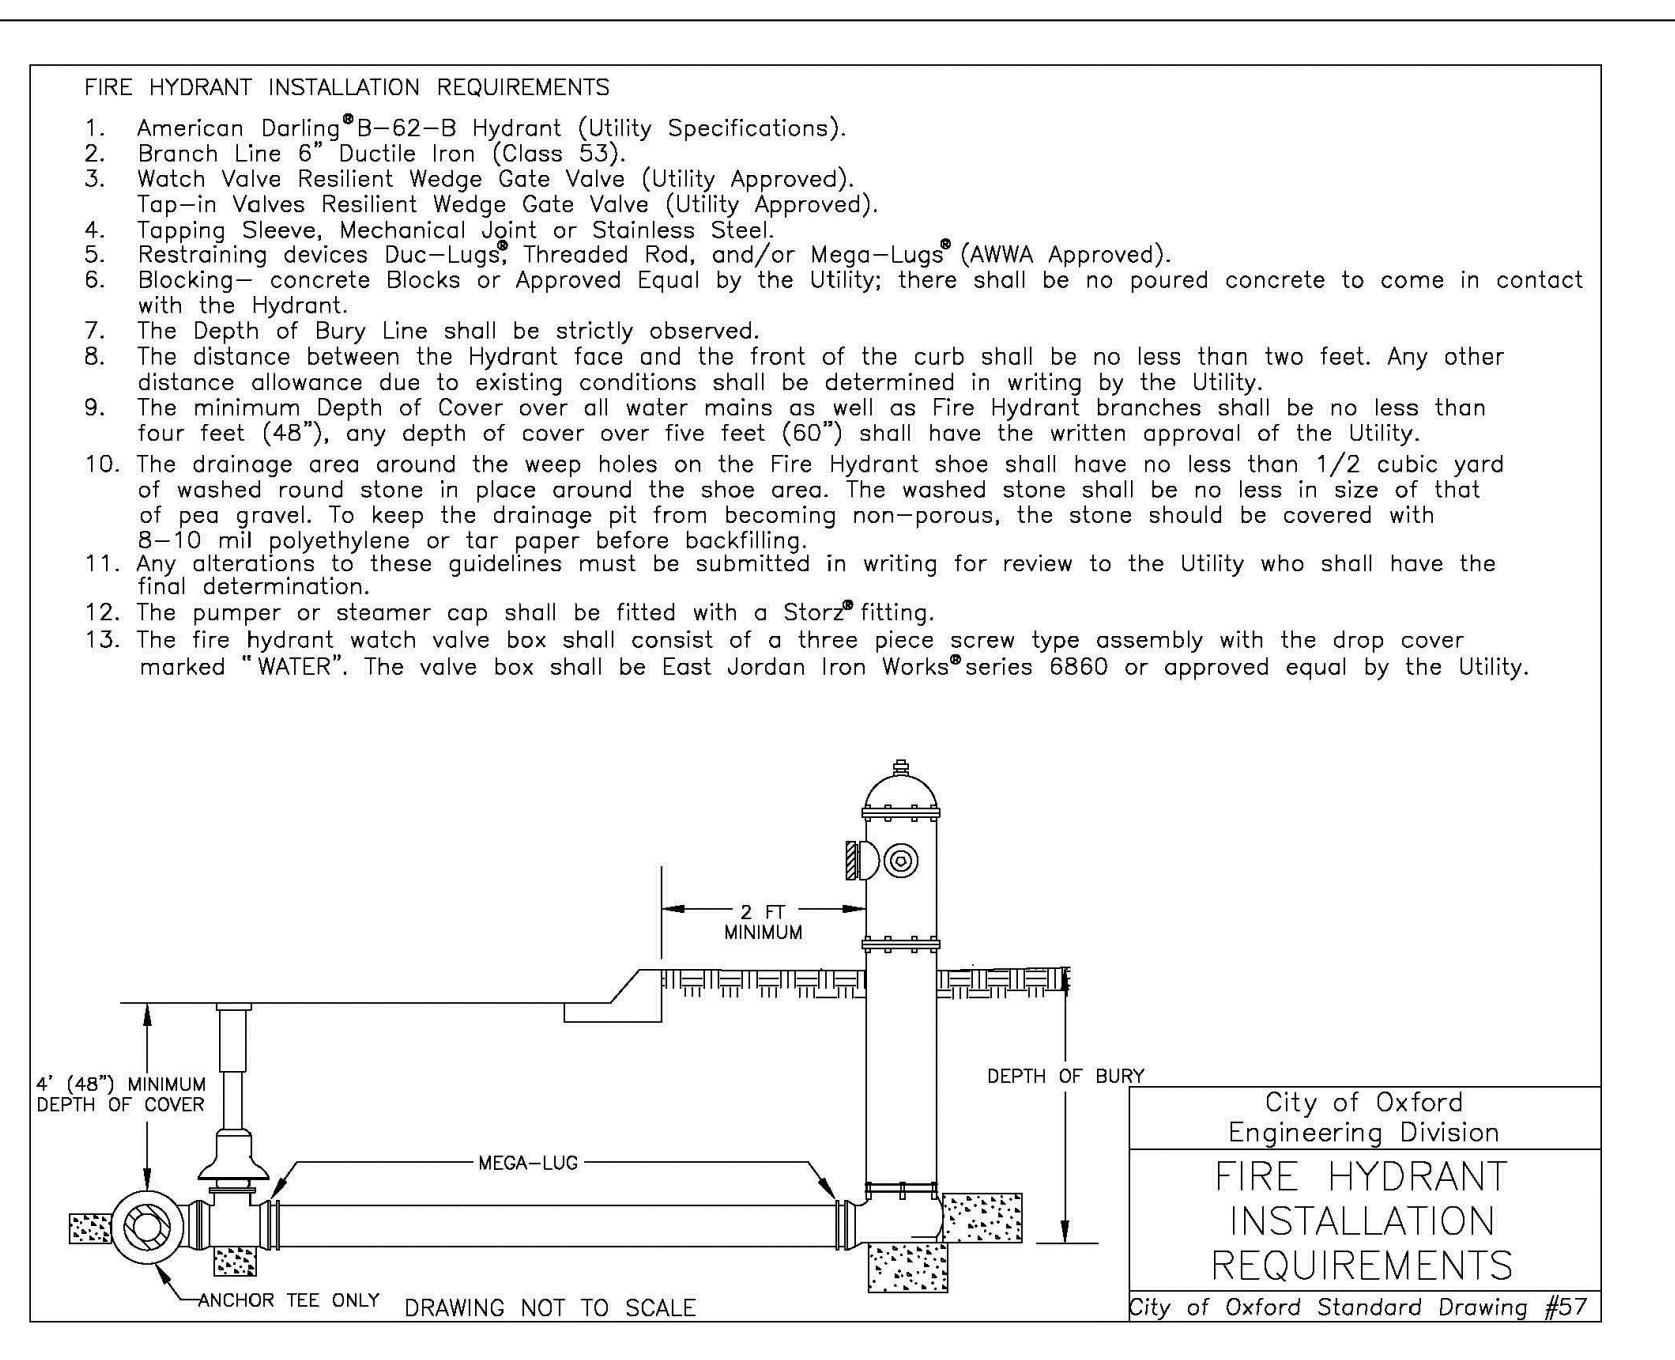 FIRE HYDRANT INSTALLATION REQUIREMENTS
1. American Darling® B-62-B Hydrant (Utility Specifications).
2. Branch Line 6" Ductile Iron (Class 53).
3. Watch Valve Resilient Wedge Gate Valve (Utility Approved).
Tap-in Valves Resilient Wedge Gate Valve (Utility Approved).
4. Tapping Sleeve, Mechanical Joint or Stainless Steel.
5. Restraining devices Duc-Lugs®, Threaded Rod, and/or Mega-Lugs® (AWWA Approved).
6. Blocking- concrete Blocks or Approved Equal by the Utility; there shall be no poured concrete to come in contact
with the Hydrant.
7. The Depth of Bury Line shall be strictly observed.
8. The distance between the Hydrant face and the front of the curb shall be no less than two feet. Any other
distance allowance due to existing conditions shall be determined in writing by the Utility.
9. The minimum Depth of Cover over all water mains as well as Fire Hydrant branches shall be no less than
four feet (48"), any depth of cover over five feet (60") shall have the written approval of the Utility.
10. The drainage area around the weep holes on the Fire Hydrant shoe shall have no less than 1/2 cubic yard
of washed round stone in place around the shoe area. The washed stone shall be no less in size of that
of pea gravel. To keep the drainage pit from becoming non-porous, the stone should be covered with
8-10 mil polyethylene or tar paper before backfilling.
11. Any alterations to these guidelines must be submitted in writing for review to the Utility who shall have the
final determination.
12. The pumper or steamer cap shall be fitted with a Storz® fitting.
13. The fire hydrant watch valve box shall consist of a three piece screw type assembly with the drop cover
marked "WATER". The valve box shall be East Jordan Iron Works® series 6860 or approved equal by the Utility.
2 FT
MINIMUM
4' (48") MINIMUM
DEPTH OF COVER
DEPTH OF BURY
MEGA-LUG
ANCHOR TEE ONLY
DRAWING NOT TO SCALE
City of Oxford
Engineering Division
FIRE HYDRANT
INSTALLATION
REQUIREMENTS
City of Oxford Standard Drawing #57